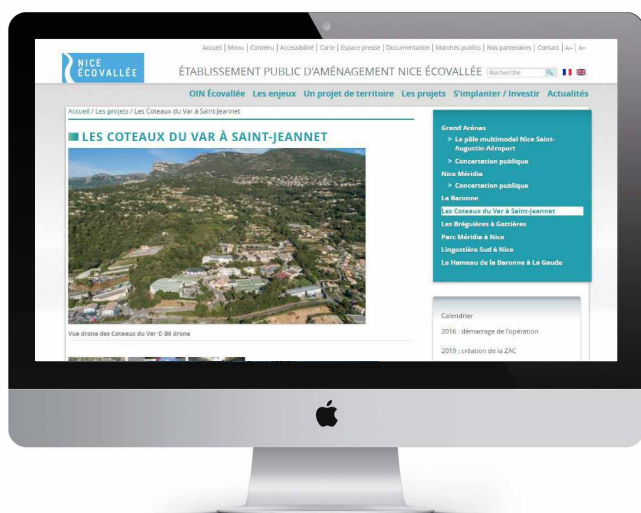 Accueil | Menu | Contenu | Accessibilité | Carte | Espace presse | Documentation | Marchés publics | Nos partenaires | Contact | A- | A+
NICE
ÉCOVALLÉE
ÉTABLISSEMENT PUBLIC D'AMÉNAGEMENT NICE ÉCOVALLÉE
Recherche
OIN Écovallée Les enjeux Un projet de territoire Les projets S'implanter / Investir Actualités
Accueil / Les projets / Les Coteaux du Var à Saint-Jeannet
LES COTEAUX DU VAR À SAINT-JEANNET
Vue drone des Coteaux du Var © B6 drone
Grand Arénas
> Le pôle multimodal Nice Saint-
Augustin-Aéroport
> Concertation publique
Nice Méridia
> Concertation publique
La Baronne
Les Coteaux du Var à Saint-Jeannet
Les Bréguières à Gattières
Parc Méridia à Nice
Lingostière Sud à Nice
Le Hameau de la Baronne à La Gaude
Calendrier
2016 : démarrage de l'opération
2019 : création de la ZAC